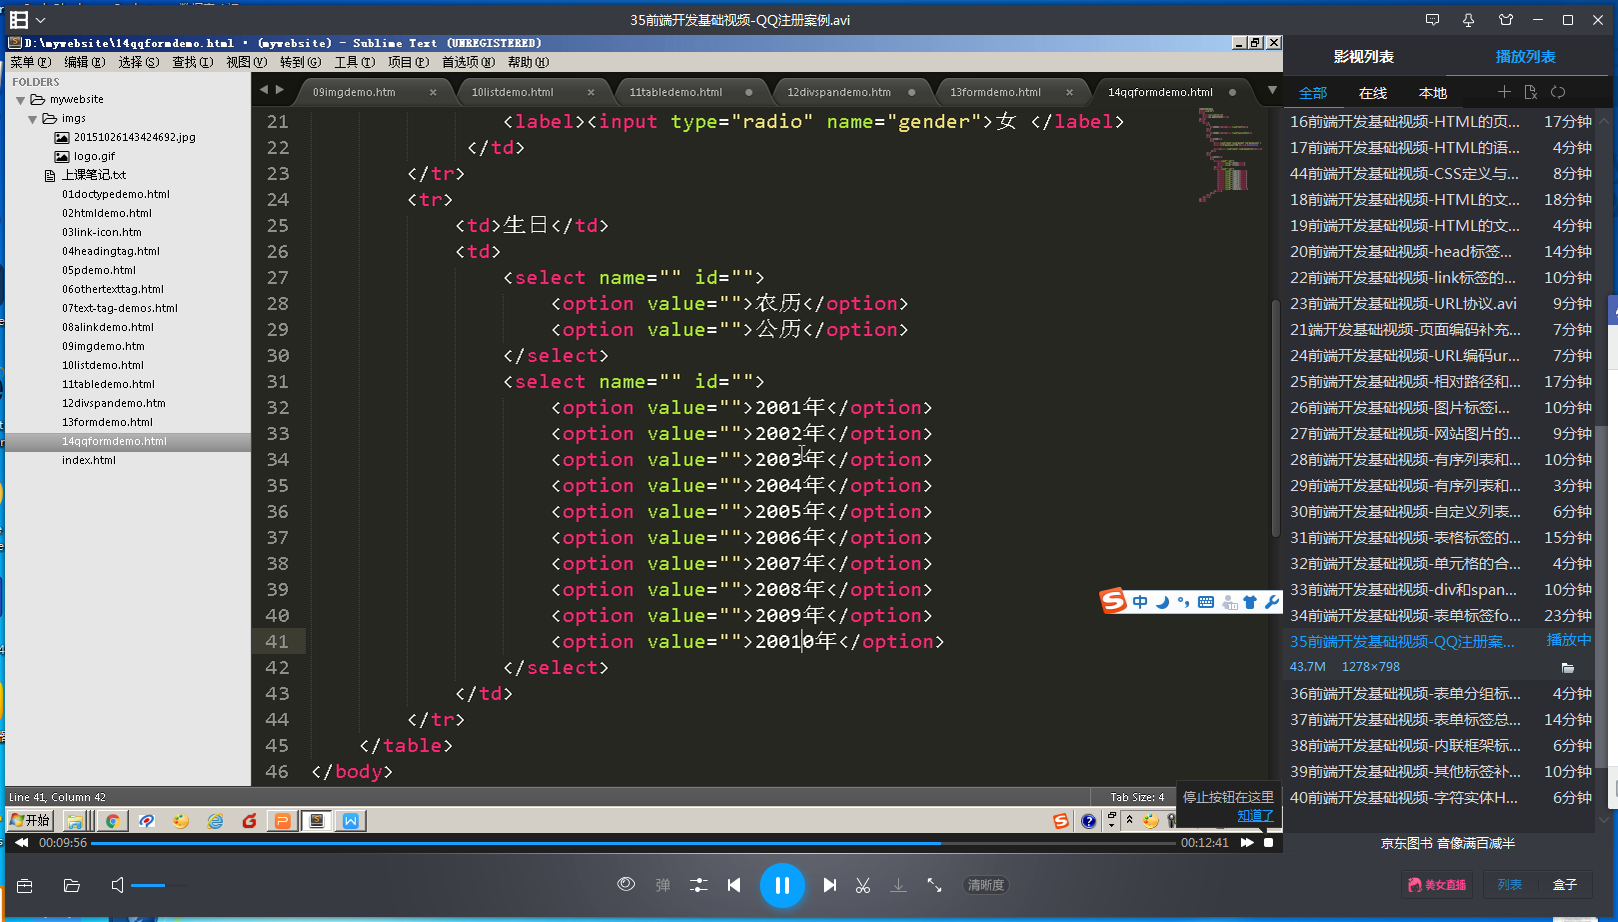 35前端开发基础视频-QQ注册案例.avi
D:\mywebsite\14qqformdemo.html • (mywebsite) - Sublime Text (UNREGISTERED)
菜单(F) 编辑(E) 选择(S) 查找(I) 视图(V) 转到(G) 工具(T) 项目(P) 首选项(N) 帮助(H)
FOLDERS
mywebsite
imgs
20151026143424692.jpg
logo.gif
上课笔记.txt
01doctypedemo.html
02htmldemo.html
03link-icon.htm
04headingtag.html
05pdemo.html
06othertexttag.html
07text-tag-demos.html
08alinkdemo.html
09imgdemo.htm
10listdemo.html
11tabledemo.html
12divspandemo.htm
13formdemo.html
14qqformdemo.html
index.html
09imgdemo.htm × 10listdemo.html × 11tabledemo.html 12divspandemo.htm 13formdemo.html × 14qqformdemo.html
21 <label><input type="radio" name="gender">女 </label>
22 </td>
23 </tr>
24 <tr>
25 <td>生日</td>
26 <td>
27 <select name="" id="">
28 <option value="">农历</option>
29 <option value="">公历</option>
30 </select>
31 <select name="" id="">
32 <option value="">2001年</option>
33 <option value="">2002年</option>
34 <option value="">2003年</option>
35 <option value="">2004年</option>
36 <option value="">2005年</option>
37 <option value="">2006年</option>
38 <option value="">2007年</option>
39 <option value="">2008年</option>
40 <option value="">2009年</option>
41 <option value="">20010年</option>
42 </select>
43 </td>
44 </tr>
45 </table>
46 </body>
Line 41, Column 42
Tab Size: 4
中
停止按钮在这里
知道了
开始
00:09:56
00:12:41
弹
清晰度
影视列表 播放列表
全部 在线 本地
16前端开发基础视频-HTML的页... 17分钟
17前端开发基础视频-HTML的语... 4分钟
44前端开发基础视频-CSS定义与... 8分钟
18前端开发基础视频-HTML的文... 18分钟
19前端开发基础视频-HTML的文... 4分钟
20前端开发基础视频-head标签... 14分钟
22前端开发基础视频-link标签的... 10分钟
23前端开发基础视频-URL协议.avi 9分钟
21端开发基础视频-页面编码补充... 7分钟
24前端开发基础视频-URL编码ur... 7分钟
25前端开发基础视频-相对路径和... 17分钟
26前端开发基础视频-图片标签i... 10分钟
27前端开发基础视频-网站图片的... 9分钟
28前端开发基础视频-有序列表和... 10分钟
29前端开发基础视频-有序列表和... 3分钟
30前端开发基础视频-自定义列表... 6分钟
31前端开发基础视频-表格标签的... 15分钟
32前端开发基础视频-单元格的合... 4分钟
33前端开发基础视频-div和span... 10分钟
34前端开发基础视频-表单标签fo... 23分钟
35前端开发基础视频-QQ注册案... 播放中
43.7M 1278×798
36前端开发基础视频-表单分组标... 4分钟
37前端开发基础视频-表单标签总... 14分钟
38前端开发基础视频-内联框架标... 6分钟
39前端开发基础视频-其他标签补... 10分钟
40前端开发基础视频-字符实体H... 6分钟
京东图书 音像满百减半
美女直播
列表 盒子